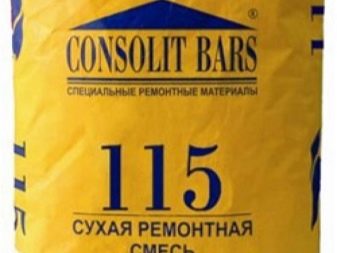 CONSOLIT BARS
СПЕЦИАЛЬНЫЕ РЕМОНТНЫЕ МАТЕРИАЛЫ
115
СУХАЯ РЕМОНТНАЯ
СМЕСЬ